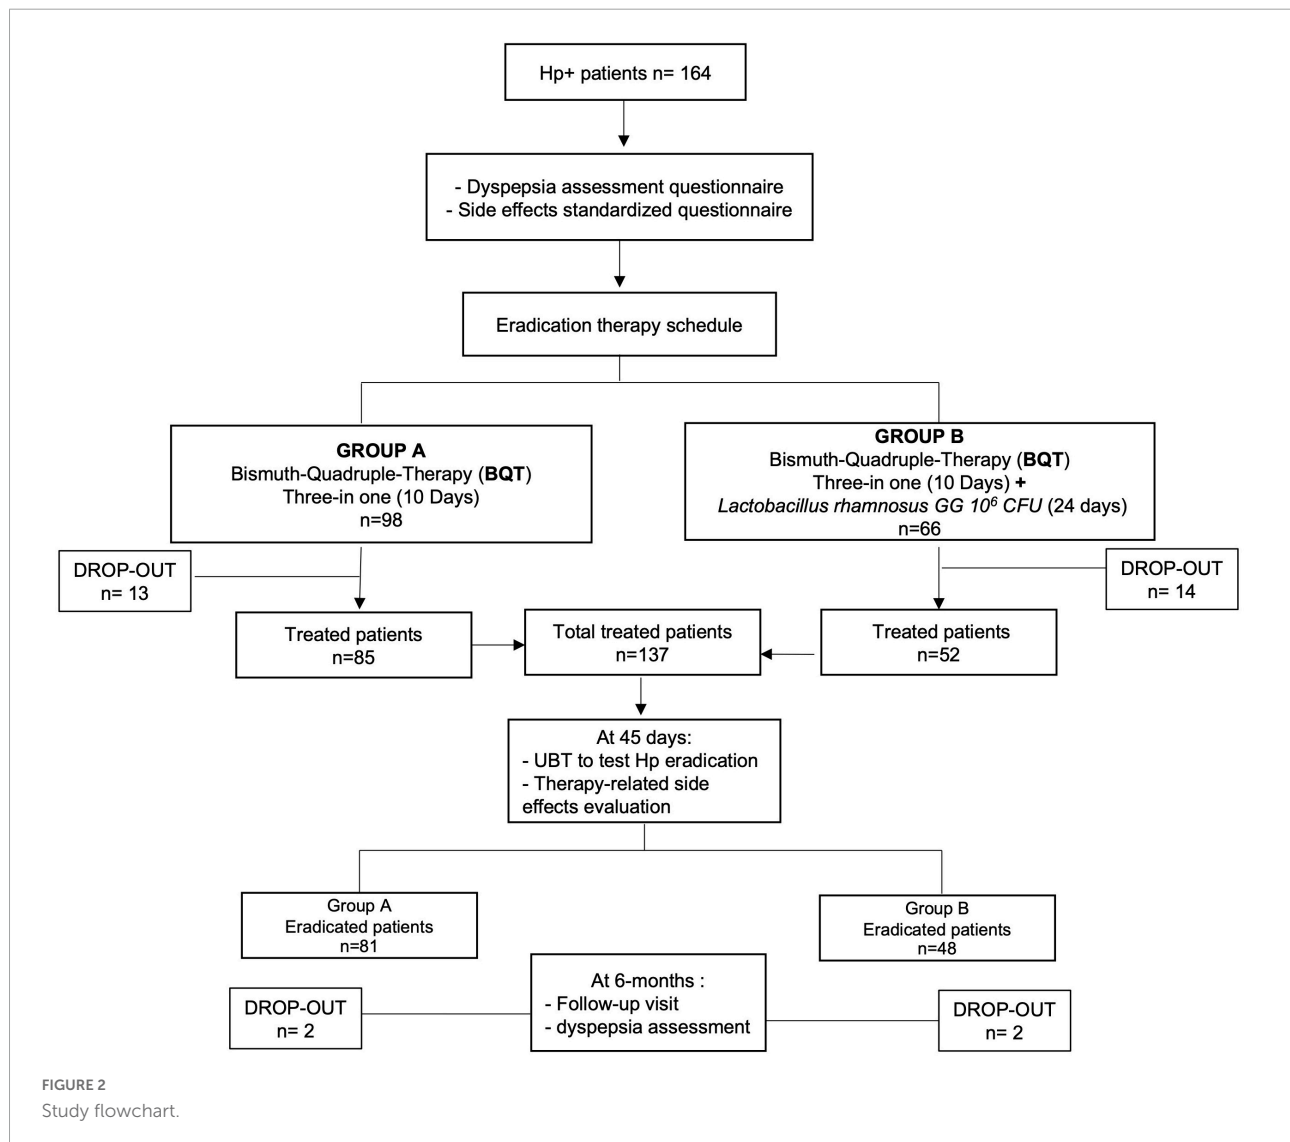 Hp+ patients n= 164
- Dyspepsia assessment questionnaire
- Side effects standardized questionnaire
Eradication therapy schedule
GROUP A
Bismuth-Quadruple-Therapy (BQT)
Three-in one (10 Days)
n=98
GROUP B
Bismuth-Quadruple-Therapy (BQT)
Three-in one (10 Days) +
Lactobacillus rhamnosus GG 10⁶ CFU (24 days)
n=66
DROP-OUT
n= 13
DROP-OUT
n= 14
Treated patients
n=85
Total treated patients
n=137
Treated patients
n=52
At 45 days:
- UBT to test Hp eradication
- Therapy-related side
effects evaluation
Group A
Eradicated patients
n=81
Group B
Eradicated patients
n=48
At 6-months :
- Follow-up visit
- dyspepsia assessment
DROP-OUT
n= 2
DROP-OUT
n= 2
FIGURE 2
Study flowchart.